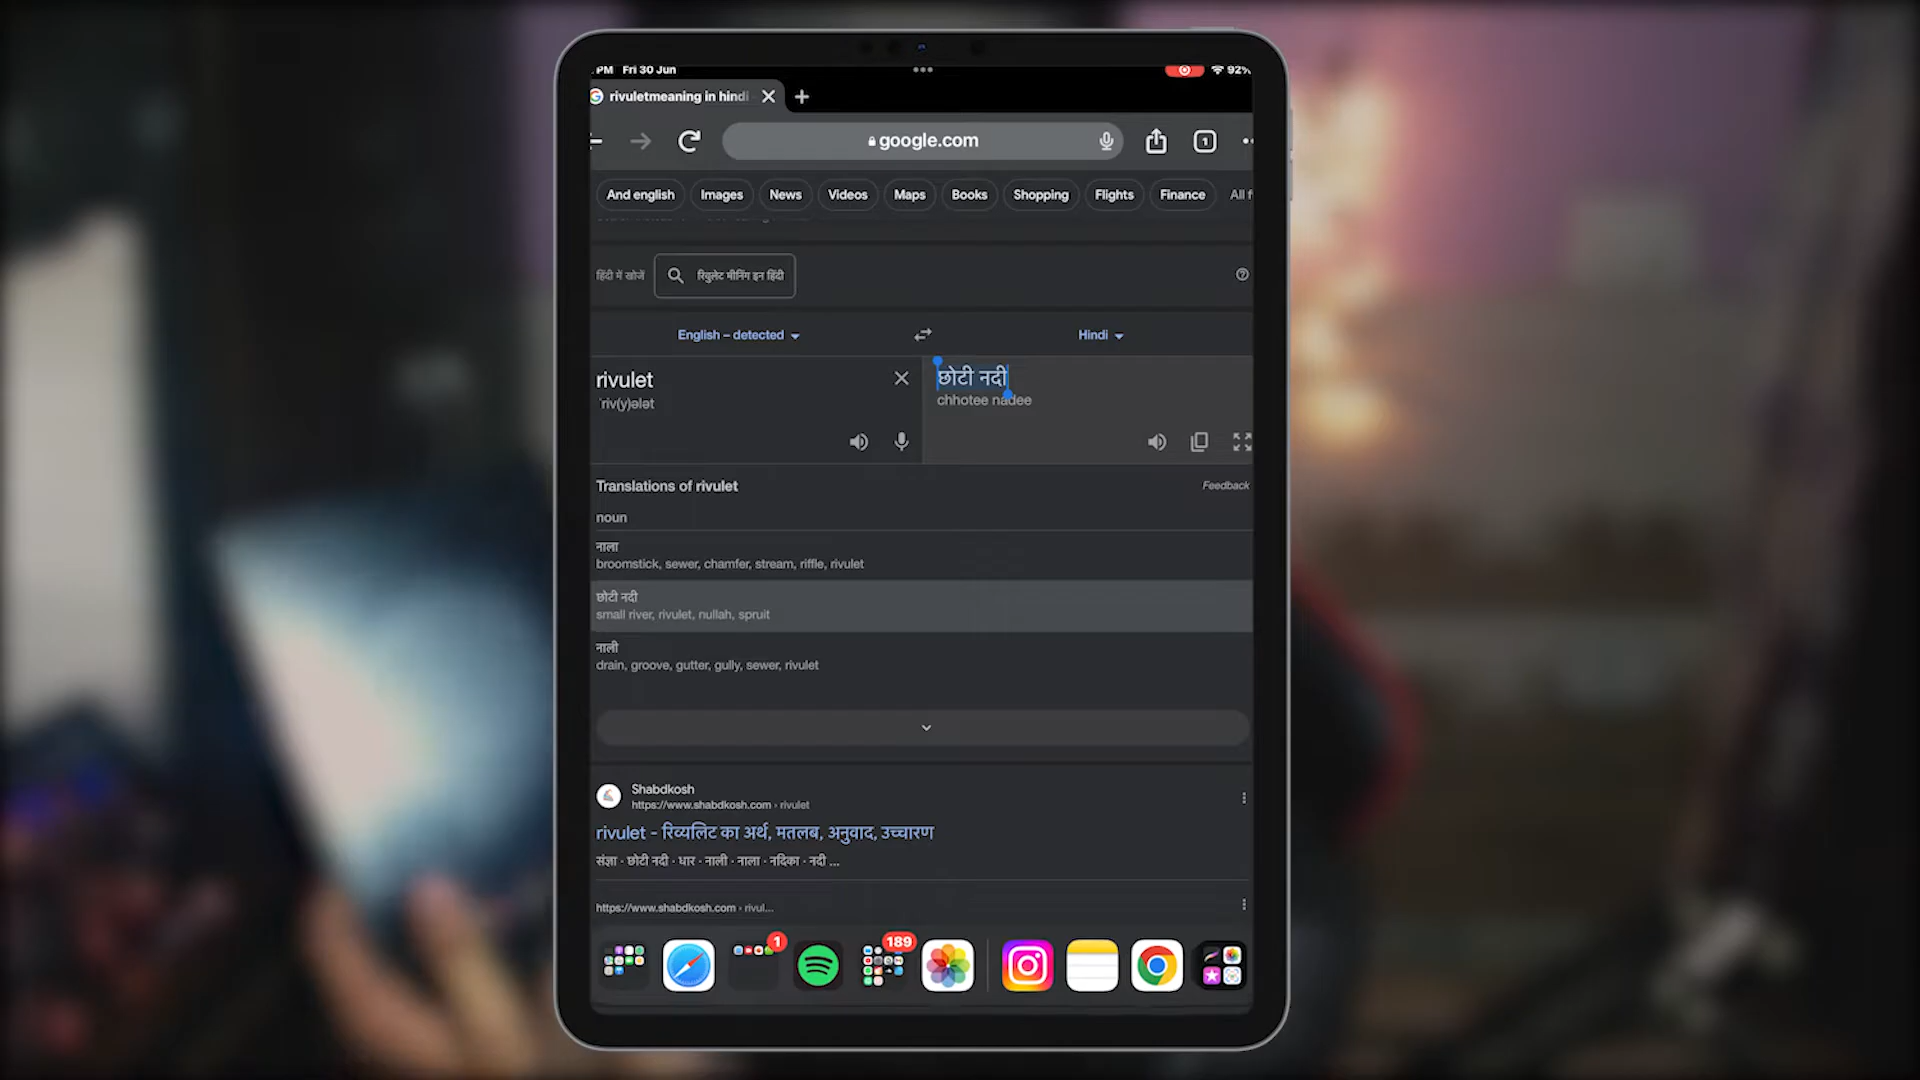 PM Fri 30 Jun
92%
rivuletmeaning in hindi
google.com
1
And english Images News Videos Maps Books Shopping Flights Finance All
हिंदी में खोजें
रिवुलेट मीनिंग इन हिंदी
English – detected
Hindi
rivulet
ˈriv(y)ələt
छोटी नदी
chhotee nadee
Translations of rivulet
Feedback
noun
नाला
broomstick, sewer, chamfer, stream, riffle, rivulet
छोटी नदी
small river, rivulet, nullah, spruit
नाली
drain, groove, gutter, gully, sewer, rivulet
Shabdkosh
https://www.shabdkosh.com › rivulet
rivulet - रिव्यलिट का अर्थ, मतलब, अनुवाद, उच्चारण
संज्ञा · छोटी नदी · धार · नाली · नाला · नदिका · नदी ...
https://www.shabdkosh.com › rivul...
1
189